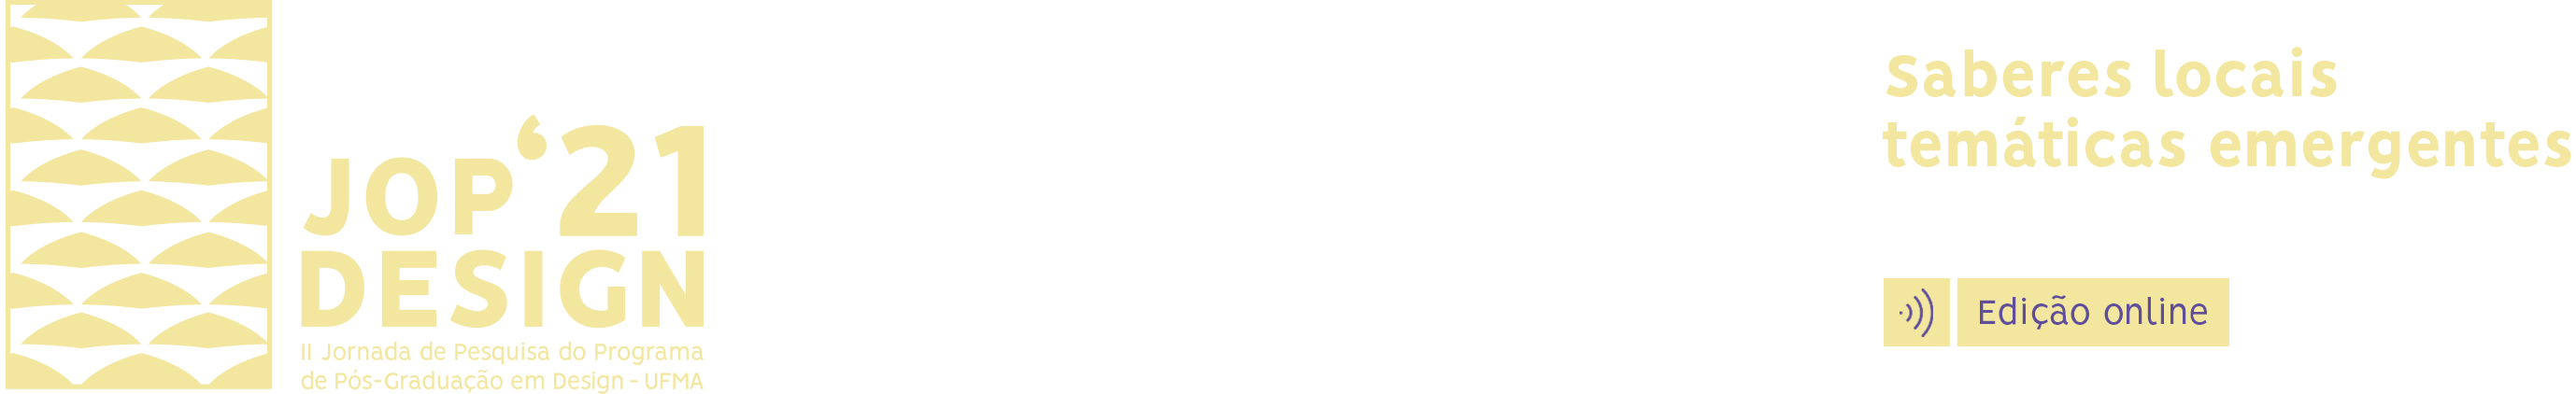 JOP‘21
DESIGN
II Jornada de Pesquisa do Programa
de Pós-Graduação em Design - UFMA
Saberes locais
temáticas emergentes
Edição online